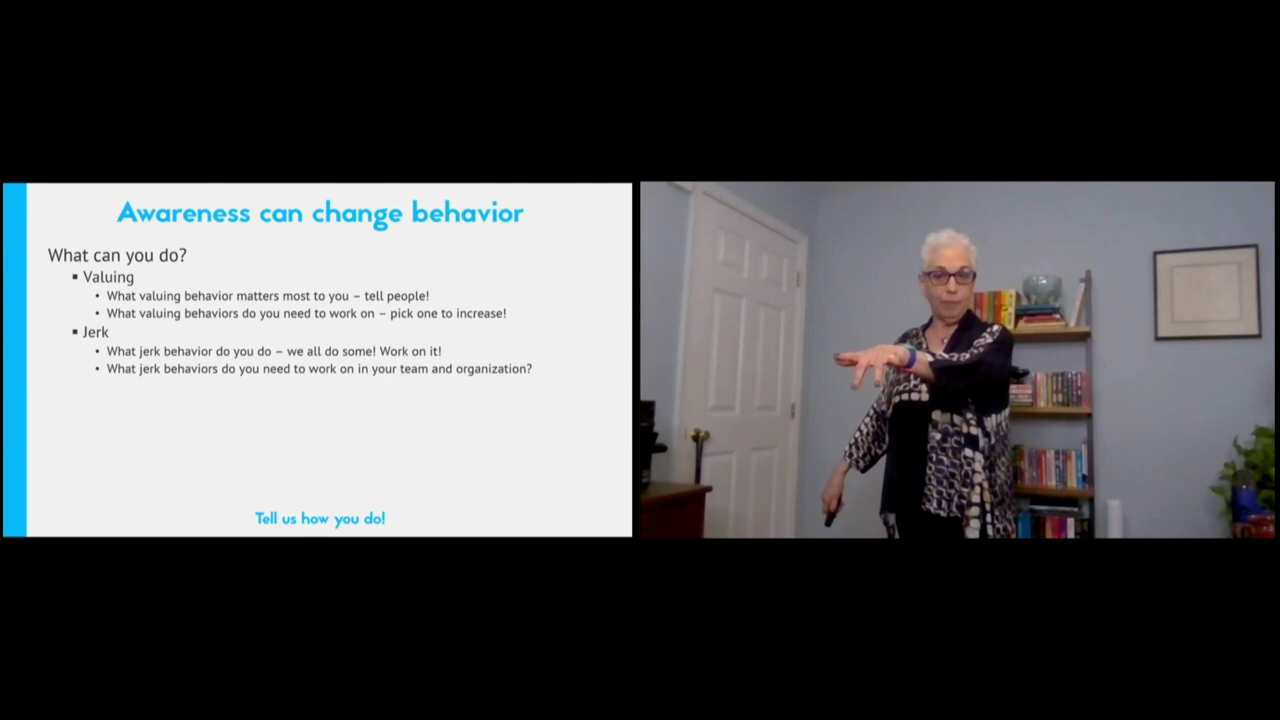 Awareness can change behavior
What can you do?
▪ Valuing
• What valuing behavior matters most to you – tell people!
• What valuing behaviors do you need to work on – pick one to increase!
▪ Jerk
• What jerk behavior do you do – we all do some! Work on it!
• What jerk behaviors do you need to work on in your team and organization?
Tell us how you do!